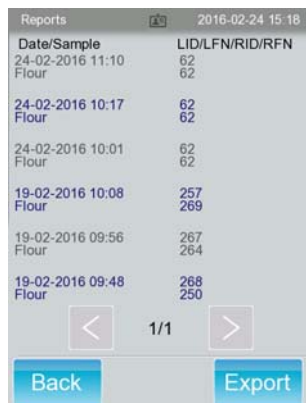 Reports 2016-02-24 15:18
Date/Sample LID/LFN/RID/RFN
24-02-2016 11:10 62
Flour 62
24-02-2016 10:17 62
Flour 62
24-02-2016 10:01 62
Flour 62
19-02-2016 10:08 257
Flour 269
19-02-2016 09:56 267
Flour 264
19-02-2016 09:48 268
Flour 250
< 1/1 >
Back Export